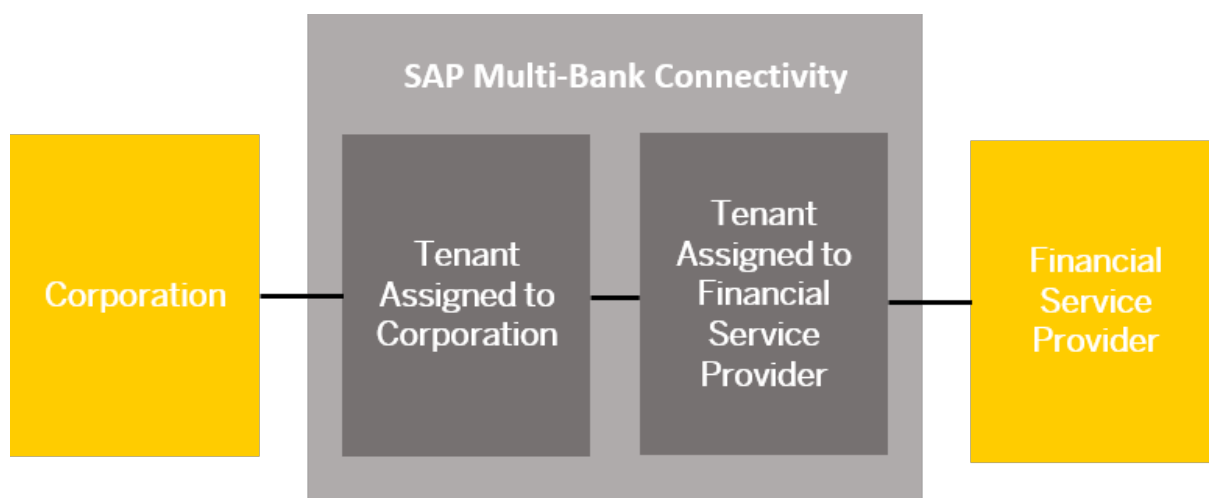 SAP Multi-Bank Connectivity
Corporation
Tenant
Assigned to
Corporation
Tenant
Assigned to
Financial
Service
Provider
Financial
Service
Provider